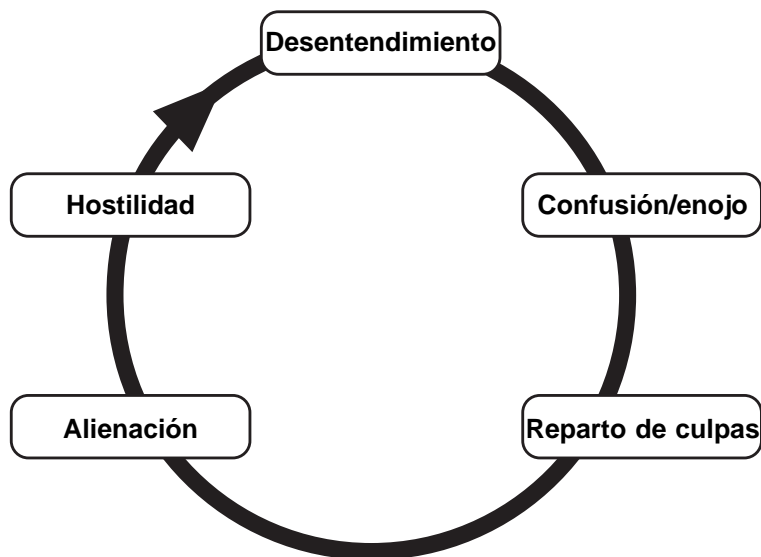 Desentendimiento
Hostilidad
Confusión/enojo
Alienación
Reparto de culpas